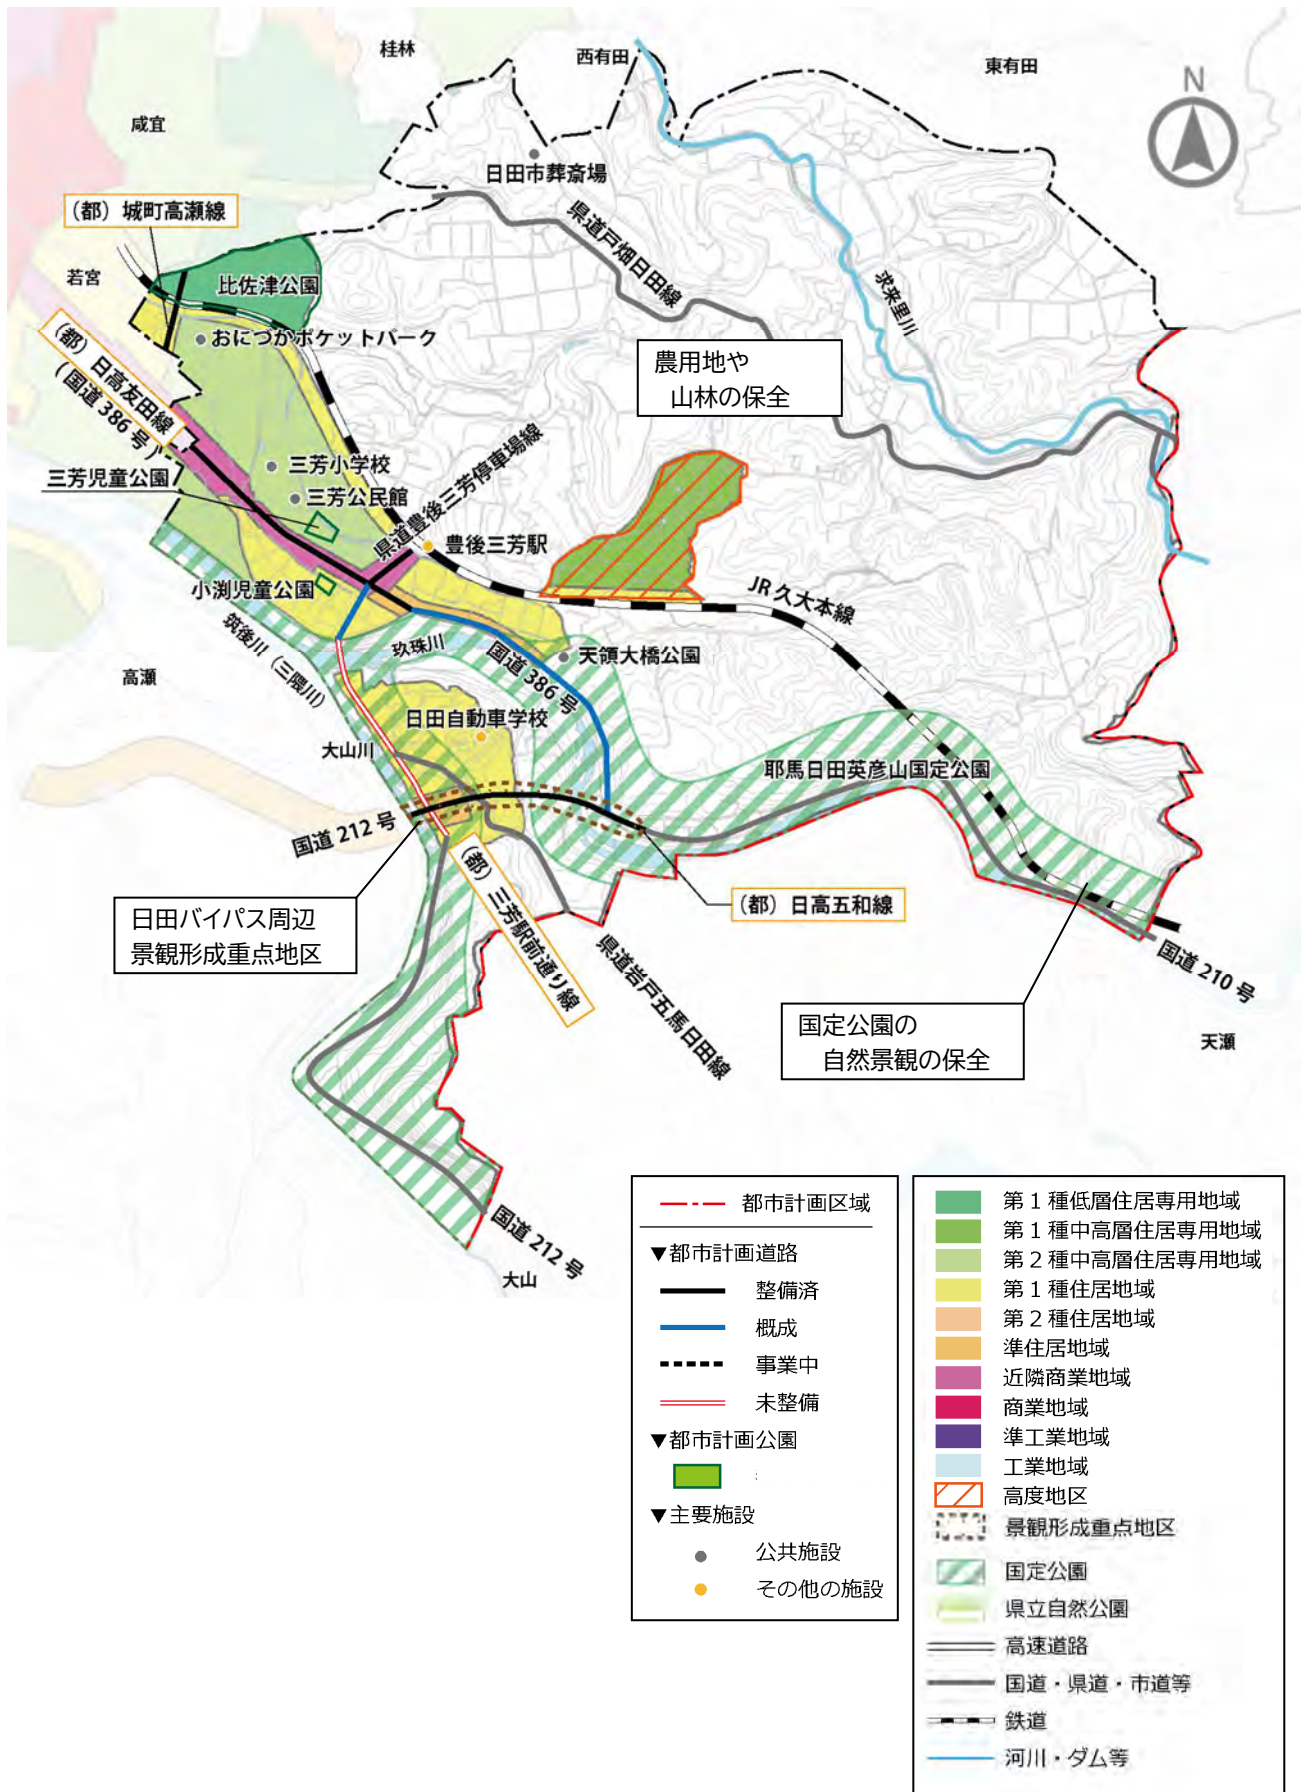 桂林
西有田
東有田
咸宜
N
日田市葬斎場
(都) 城町高瀬線
県道戸畑日田線
若宮
比佐津公園
求来里川
おにづかポケットパーク
(都) 日高友田線
(国道 386 号)
農用地や
山林の保全
三芳小学校
三芳児童公園
三芳公民館
県道豊後三芳停車場線
豊後三芳駅
小渕児童公園
JR 久大本線
筑後川(三隈川)
玖珠川
国道 386 号
天領大橋公園
高瀬
日田自動車学校
大山川
耶馬日田英彦山国定公園
国道 212 号
(都) 三芳駅前通り線
(都) 日高五和線
日田バイパス周辺
景観形成重点地区
県道岩戸五馬日田線
国道 210 号
国定公園の
自然景観の保全
天瀬
国道 212 号
大山
都市計画区域
▼都市計画道路
整備済
概成
事業中
未整備
▼都市計画公園
▼主要施設
公共施設
その他の施設
第1種低層住居専用地域
第1種中高層住居専用地域
第2種中高層住居専用地域
第1種住居地域
第2種住居地域
準住居地域
近隣商業地域
商業地域
準工業地域
工業地域
高度地区
景観形成重点地区
国定公園
県立自然公園
高速道路
国道・県道・市道等
鉄道
河川・ダム等